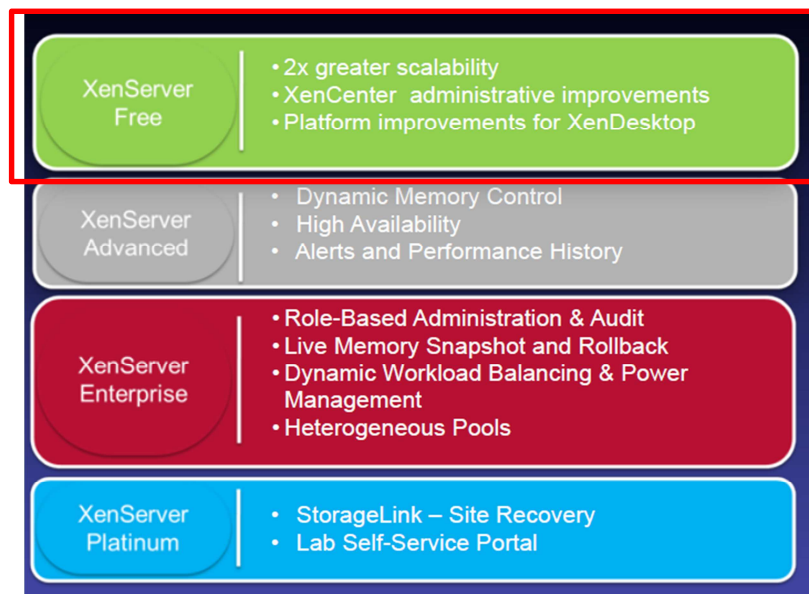 XenServer
Free
• 2x greater scalability
• XenCenter administrative improvements
• Platform improvements for XenDesktop
XenServer
Advanced
• Dynamic Memory Control
• High Availability
• Alerts and Performance History
XenServer
Enterprise
• Role-Based Administration & Audit
• Live Memory Snapshot and Rollback
• Dynamic Workload Balancing & Power
Management
• Heterogeneous Pools
XenServer
Platinum
• StorageLink – Site Recovery
• Lab Self-Service Portal